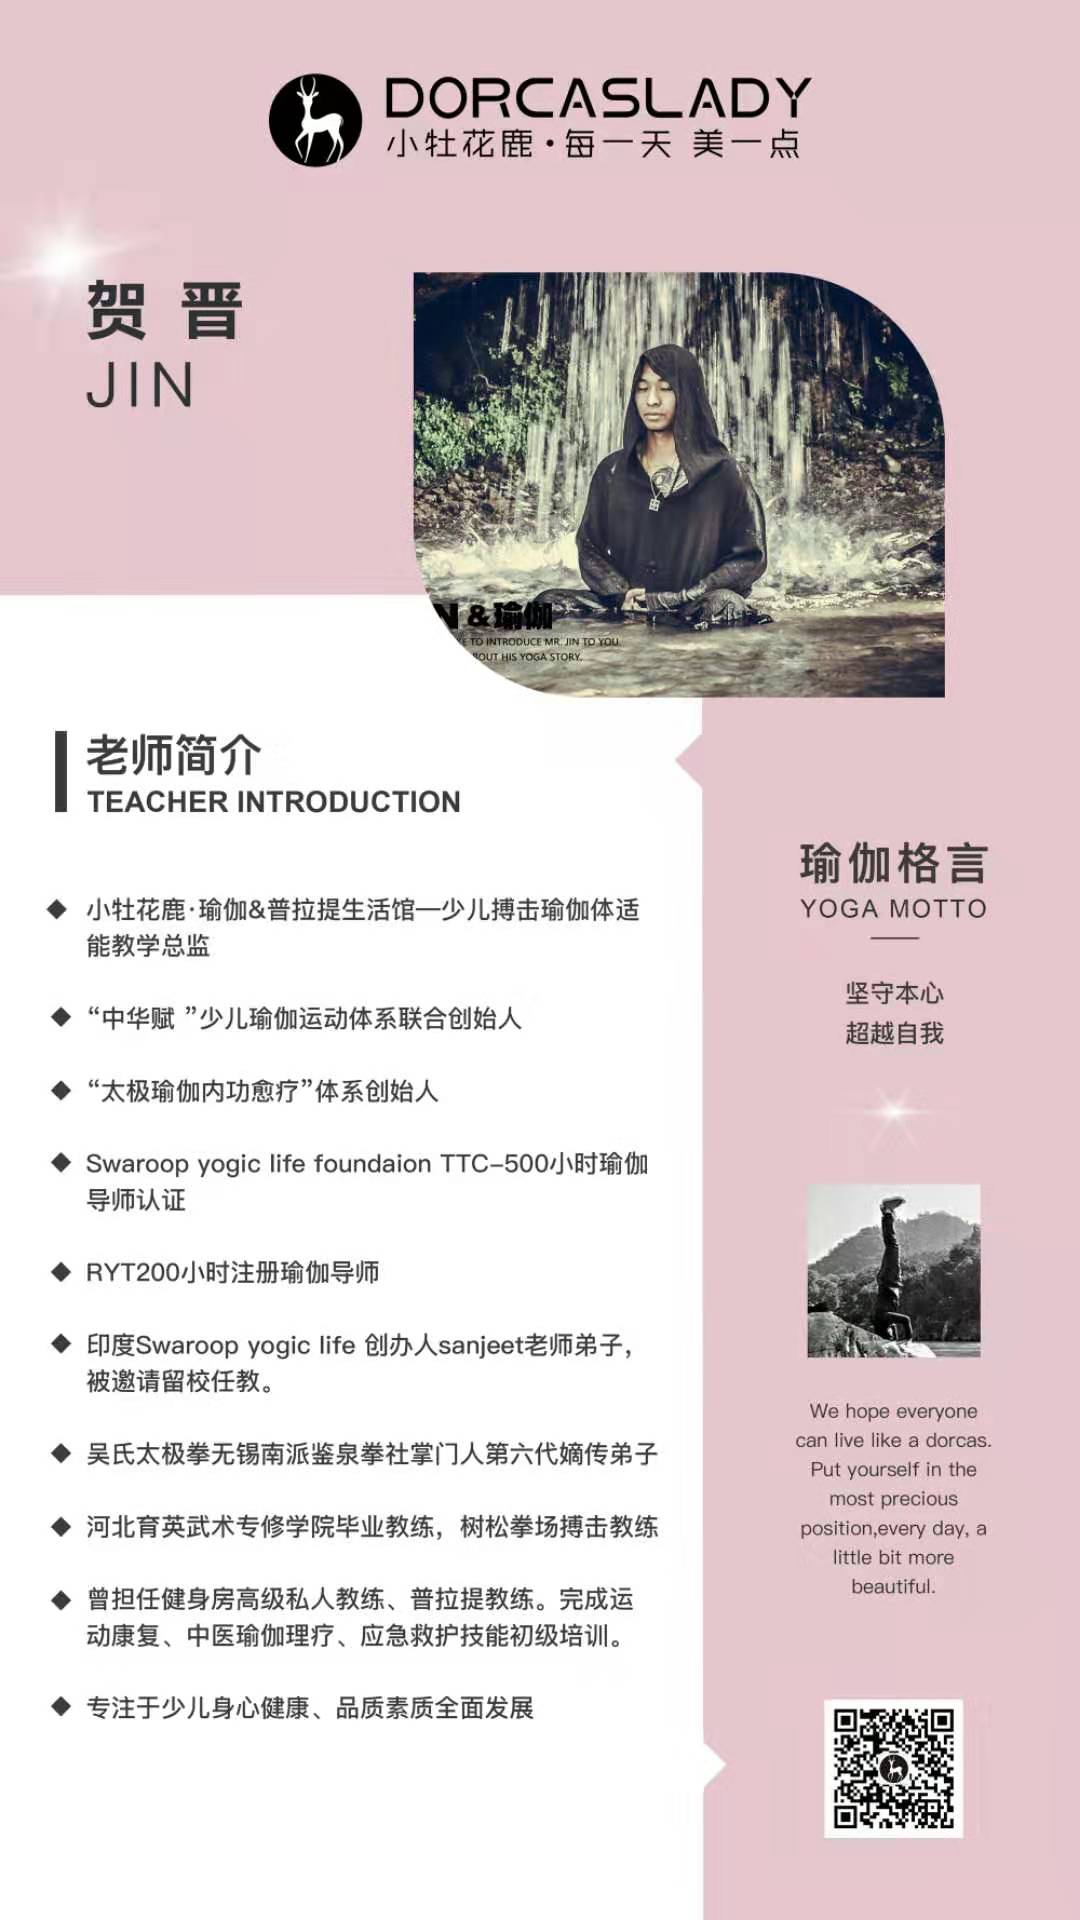 DORCASLADY
小牡花鹿·每一天 美一点
贺 晋
JIN
N & 瑜伽
KE TO INTRODUCE MR. JIN TO YOU.
BOUT HIS YOGA STORY.
老师简介
TEACHER INTRODUCTION
小牡花鹿·瑜伽&普拉提生活馆—少儿搏击瑜伽体适
能教学总监
“中华赋 ”少儿瑜伽运动体系联合创始人
“太极瑜伽内功愈疗”体系创始人
Swaroop yogic life foundaion TTC-500小时瑜伽
导师认证
RYT200小时注册瑜伽导师
印度Swaroop yogic life 创办人sanjeet老师弟子，
被邀请留校任教。
吴氏太极拳无锡南派鉴泉拳社掌门人第六代嫡传弟子
河北育英武术专修学院毕业教练，树松拳场搏击教练
曾担任健身房高级私人教练、普拉提教练。完成运
动康复、中医瑜伽理疗、应急救护技能初级培训。
专注于少儿身心健康、品质素质全面发展
瑜伽格言
YOGA MOTTO
坚守本心
超越自我
We hope everyone
can live like a dorcas.
Put yourself in the
most precious
position,every day, a
little bit more
beautiful.